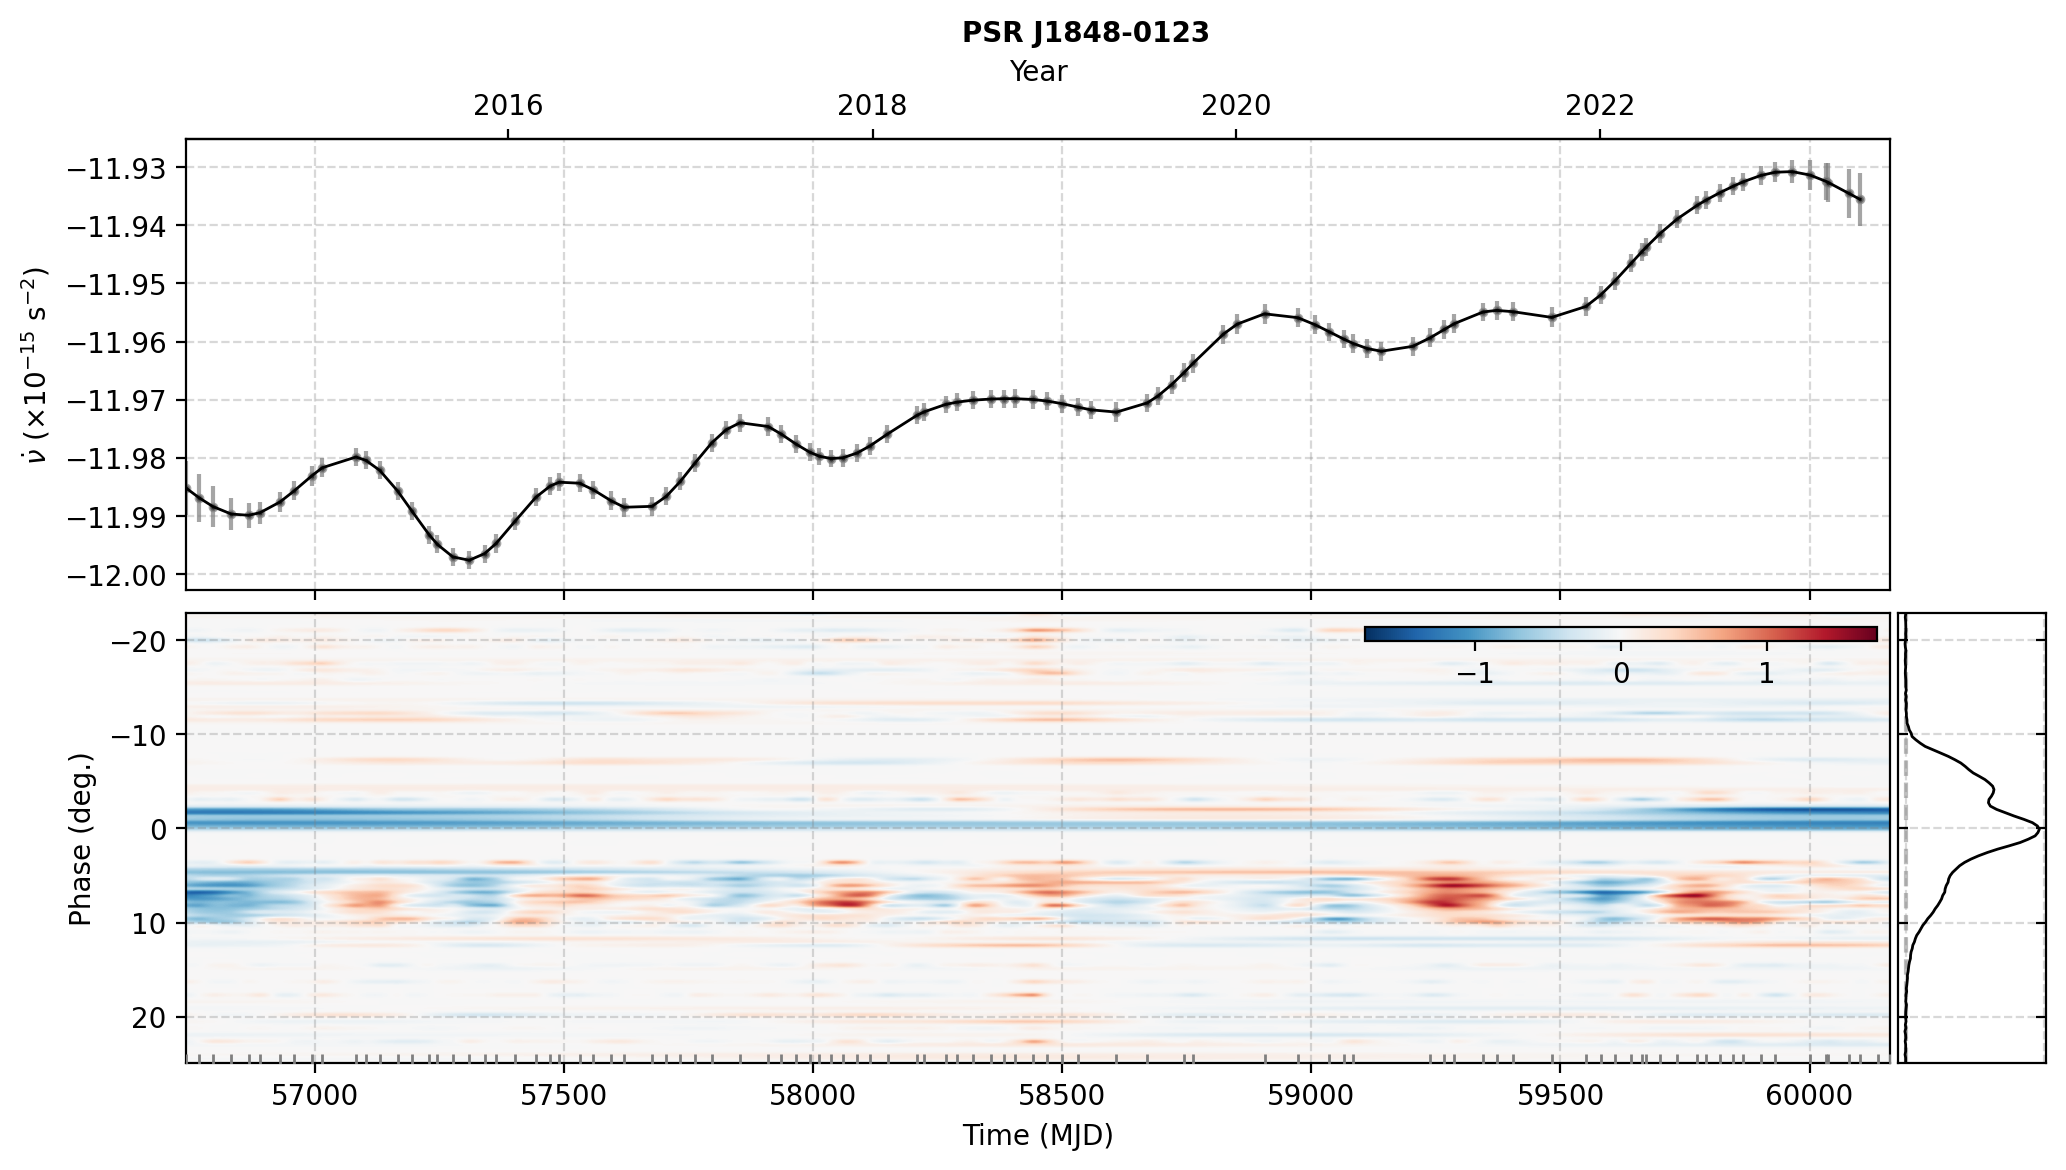 PSR J1848-0123
Year
2016 2018 2020 2022
−11.93
−11.94
−11.95
−11.96
−11.97
−11.98
−11.99
−12.00
ν̇ (×10⁻¹⁵ s⁻²)
−1 0 1
−20
−10
0
10
20
Phase (deg.)
57000 57500 58000 58500 59000 59500 60000
Time (MJD)